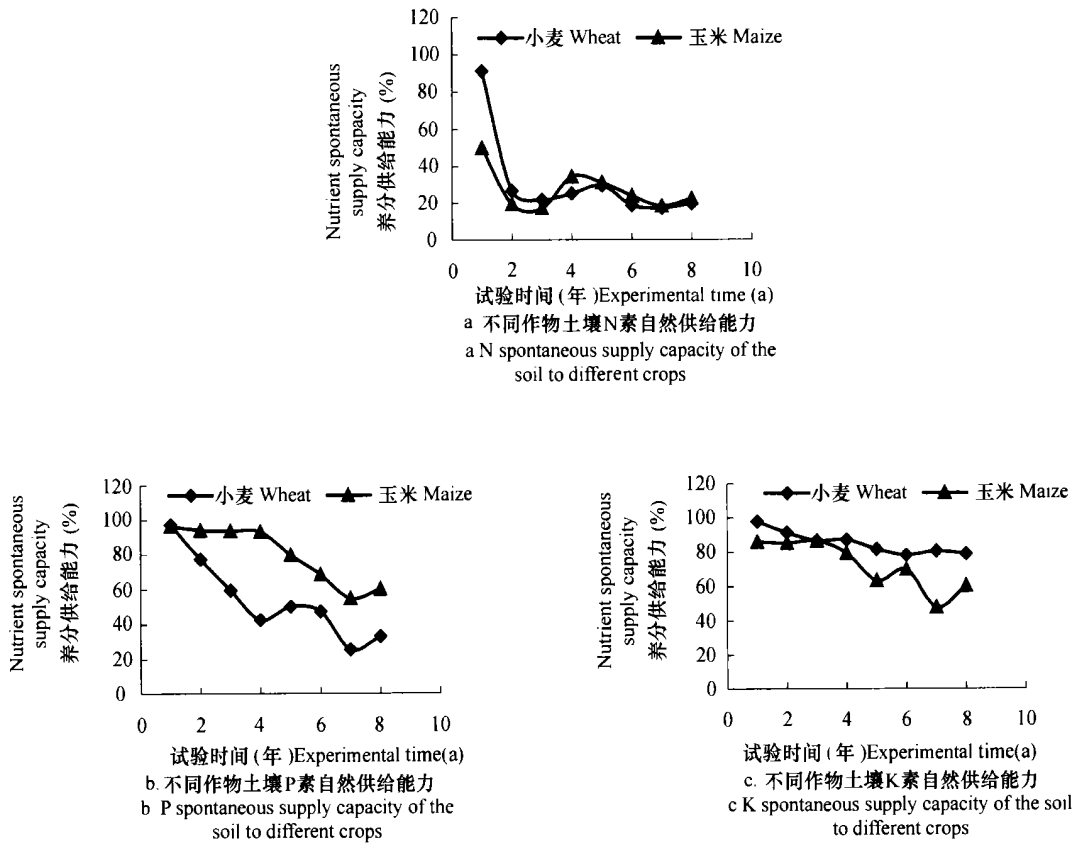 Nutrient spontaneous
supply capacity
养分供给能力 (%)
120
100
80
60
40
20
0
小麦 Wheat 玉米 Maize
0 2 4 6 8 10
试验时间(年)Experimental time (a)
a 不同作物土壤N素自然供给能力
a N spontaneous supply capacity of the
soil to different crops
Nutrient spontaneous
supply capacity
养分供给能力 (%)
120
100
80
60
40
20
0
小麦 Wheat 玉米 Maize
0 2 4 6 8 10
试验时间(年)Experimental time(a)
b. 不同作物土壤P素自然供给能力
b P spontaneous supply capacity of the
soil to different crops
Nutrient spontaneous
supply capacity
养分供给能力 (%)
120
100
80
60
40
20
0
小麦 Wheat 玉米 Maize
0 2 4 6 8 10
试验时间(年)Experimental time(a)
c. 不同作物土壤K素自然供给能力
c K spontaneous supply capacity of the soil
to different crops